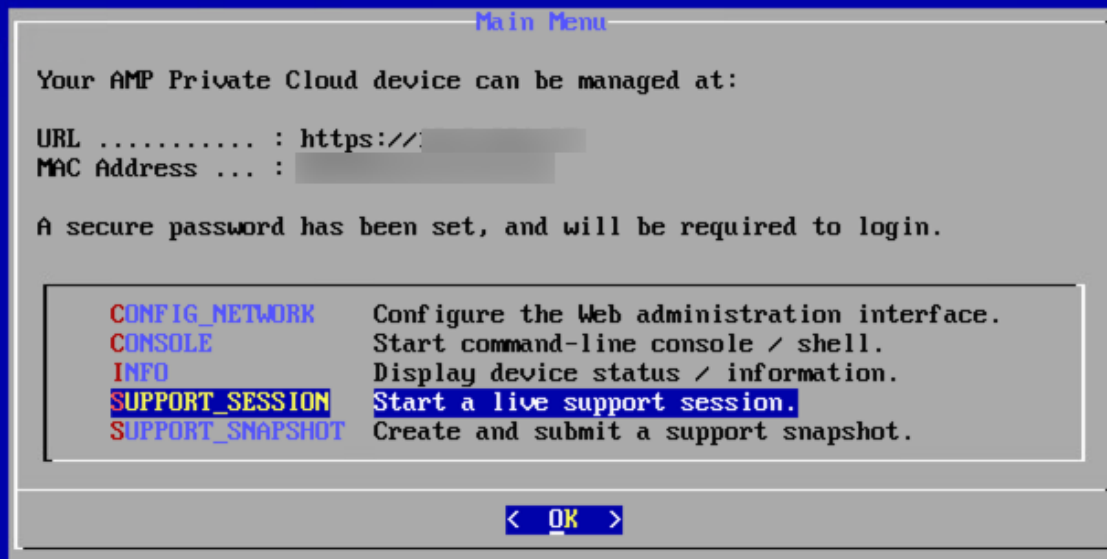 Main Menu
Your AMP Private Cloud device can be managed at:
URL ........... : https://
MAC Address ... :
A secure password has been set, and will be required to login.
CONFIG_NETWORK Configure the Web administration interface.
CONSOLE Start command-line console / shell.
INFO Display device status / information.
SUPPORT_SESSION Start a live support session.
SUPPORT_SNAPSHOT Create and submit a support snapshot.
< OK >